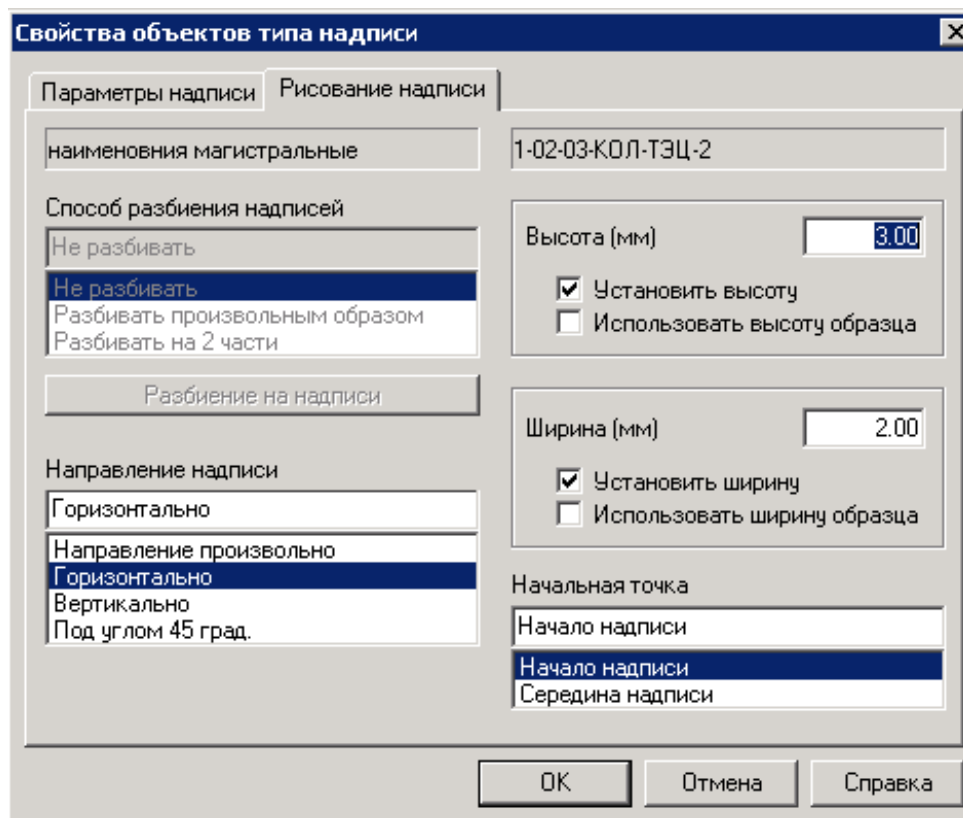 Свойства объектов типа надписи
Параметры надписи
Рисование надписи
наименовния магистральные
1-02-03-КОЛ-ТЭЦ-2
Способ разбиения надписей
Не разбивать
Не разбивать
Разбивать произвольным образом
Разбивать на 2 части
Разбиение на надписи
Направление надписи
Горизонтально
Направление произвольно
Горизонтально
Вертикально
Под углом 45 град.
Высота (мм)
3.00
Установить высоту
Использовать высоту образца
Ширина (мм)
2.00
Установить ширину
Использовать ширину образца
Начальная точка
Начало надписи
Начало надписи
Середина надписи
ОК
Отмена
Справка